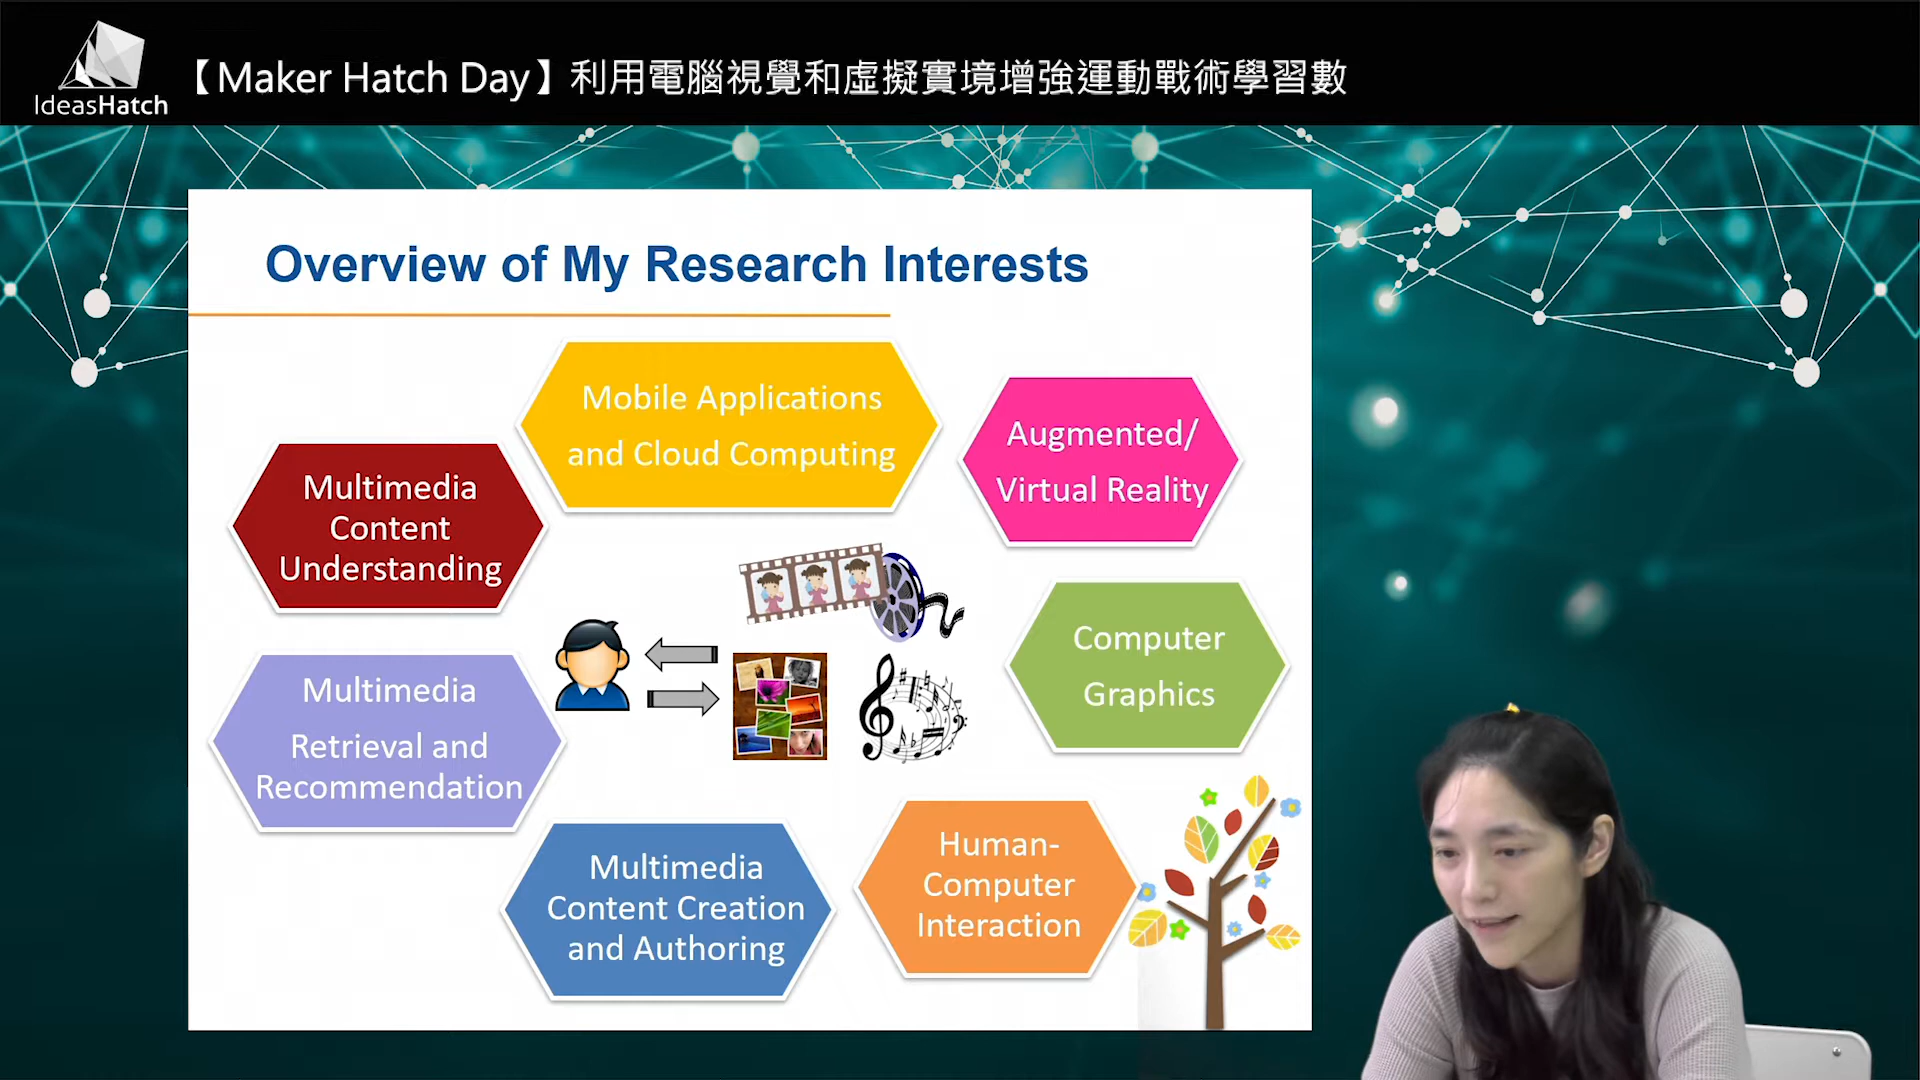 IdeasHatch
【Maker Hatch Day】利用電腦視覺和虛擬實境增強運動戰術學習數
Overview of My Research Interests
Mobile Applications
and Cloud Computing
Augmented/
Virtual Reality
Multimedia
Content
Understanding
Computer
Graphics
Multimedia
Retrieval and
Recommendation
Multimedia
Content Creation
and Authoring
Human-
Computer
Interaction